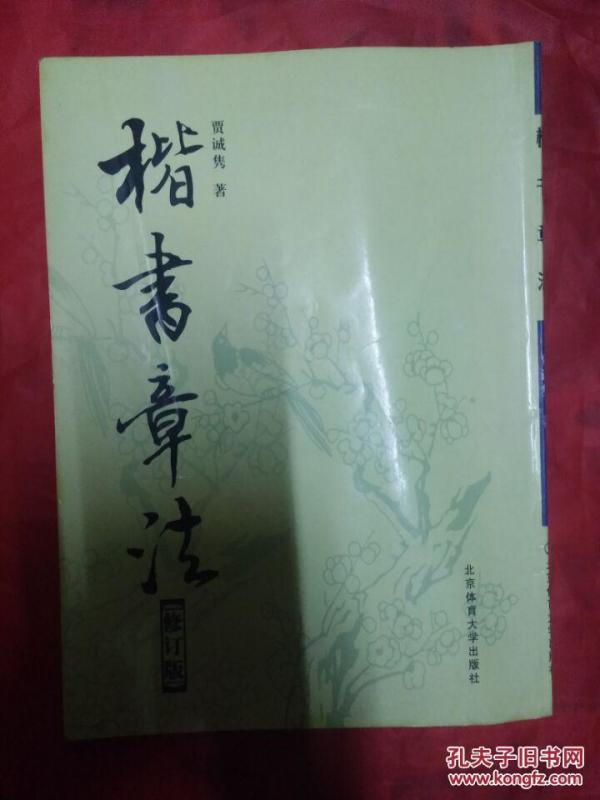 楷书章法
【修订版】
贾诚隽 著
北京体育大学出版社
孔夫子旧书网
www.kongfz.com